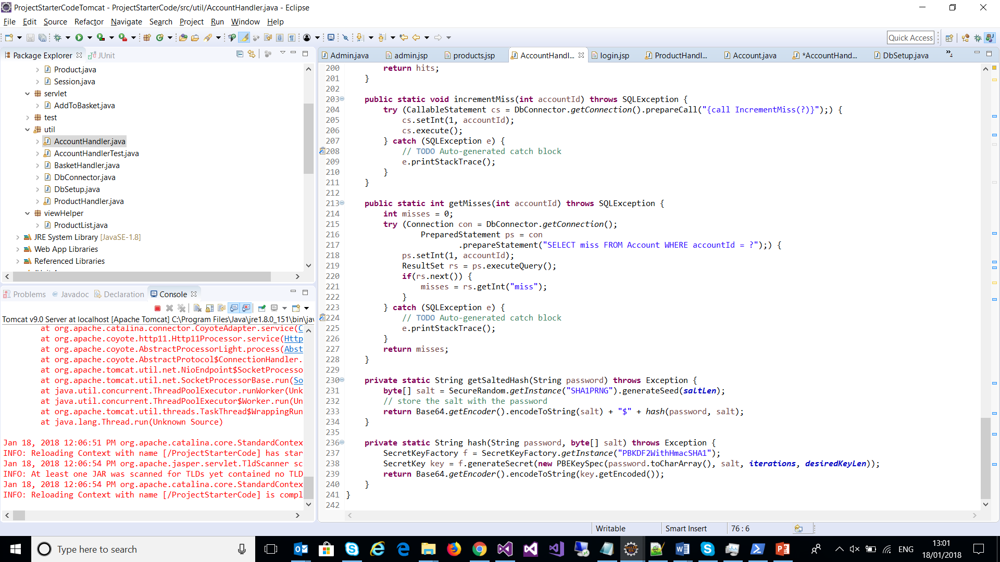 ProjectStarterCodeTomcat - ProjectStarterCode/src/util/AccountHandler.java - Eclipse
File Edit Source Refactor Navigate Search Project Run Window Help
Quick Access
Package Explorer JUnit
Product.java
Session.java
servlet
AddToBasket.java
test
util
AccountHandler.java
AccountHandlerTest.java
BasketHandler.java
DbConnector.java
DbSetup.java
ProductHandler.java
viewHelper
ProductList.java
JRE System Library [JavaSE-1.8]
Web App Libraries
Referenced Libraries
Problems @ Javadoc Declaration Console
Tomcat v9.0 Server at localhost [Apache Tomcat] C:\Program Files\Java\jre1.8.0_151\bin\jav
at org.apache.catalina.connector.CoyoteAdapter.service(C
at org.apache.coyote.http11.Http11Processor.service(Http
at org.apache.coyote.AbstractProcessorLight.process(Abst
at org.apache.coyote.AbstractProtocol$ConnectionHandler.
at org.apache.tomcat.util.net.NioEndpoint$SocketProcesso
at org.apache.tomcat.util.net.SocketProcessorBase.run(So
at java.util.concurrent.ThreadPoolExecutor.runWorker(Unk
at java.util.concurrent.ThreadPoolExecutor$Worker.run(Un
at org.apache.tomcat.util.threads.TaskThread$WrappingRun
at java.lang.Thread.run(Unknown Source)
Jan 18, 2018 12:06:51 PM org.apache.catalina.core.StandardContex
INFO: Reloading Context with name [/ProjectStarterCode] has star
Jan 18, 2018 12:06:54 PM org.apache.jasper.servlet.TldScanner sc
INFO: At least one JAR was scanned for TLDs yet contained no TLD
Jan 18, 2018 12:06:54 PM org.apache.catalina.core.StandardContex
INFO: Reloading Context with name [/ProjectStarterCode] is compl
Admin.java admin.jsp products.jsp AccountHandl... login.jsp ProductHandl... Account.java *AccountHand... DbSetup.java »4
200 return hits;
201 }
202
203 public static void incrementMiss(int accountId) throws SQLException {
204 try (CallableStatement cs = DbConnector.getConnection().prepareCall("{call IncrementMiss(?)}");) {
205 cs.setInt(1, accountId);
206 cs.execute();
207 } catch (SQLException e) {
208 // TODO Auto-generated catch block
209 e.printStackTrace();
210 }
211 }
212
213 public static int getMisses(int accountId) throws SQLException {
214 int misses = 0;
215 try (Connection con = DbConnector.getConnection();
216 PreparedStatement ps = con
217 .prepareStatement("SELECT miss FROM Account WHERE accountId = ?");) {
218 ps.setInt(1, accountId);
219 ResultSet rs = ps.executeQuery();
220 if(rs.next()) {
221 misses = rs.getInt("miss");
222 }
223 } catch (SQLException e) {
224 // TODO Auto-generated catch block
225 e.printStackTrace();
226 }
227 return misses;
228 }
229
230 private static String getSaltedHash(String password) throws Exception {
231 byte[] salt = SecureRandom.getInstance("SHA1PRNG").generateSeed(saltLen);
232 // store the salt with the password
233 return Base64.getEncoder().encodeToString(salt) + "$" + hash(password, salt);
234 }
235
236 private static String hash(String password, byte[] salt) throws Exception {
237 SecretKeyFactory f = SecretKeyFactory.getInstance("PBKDF2WithHmacSHA1");
238 SecretKey key = f.generateSecret(new PBEKeySpec(password.toCharArray(), salt, iterations, desiredKeyLen));
239 return Base64.getEncoder().encodeToString(key.getEncoded());
240 }
241 }
242
Writable Smart Insert 76 : 6
Type here to search
ENG
13:01
18/01/2018